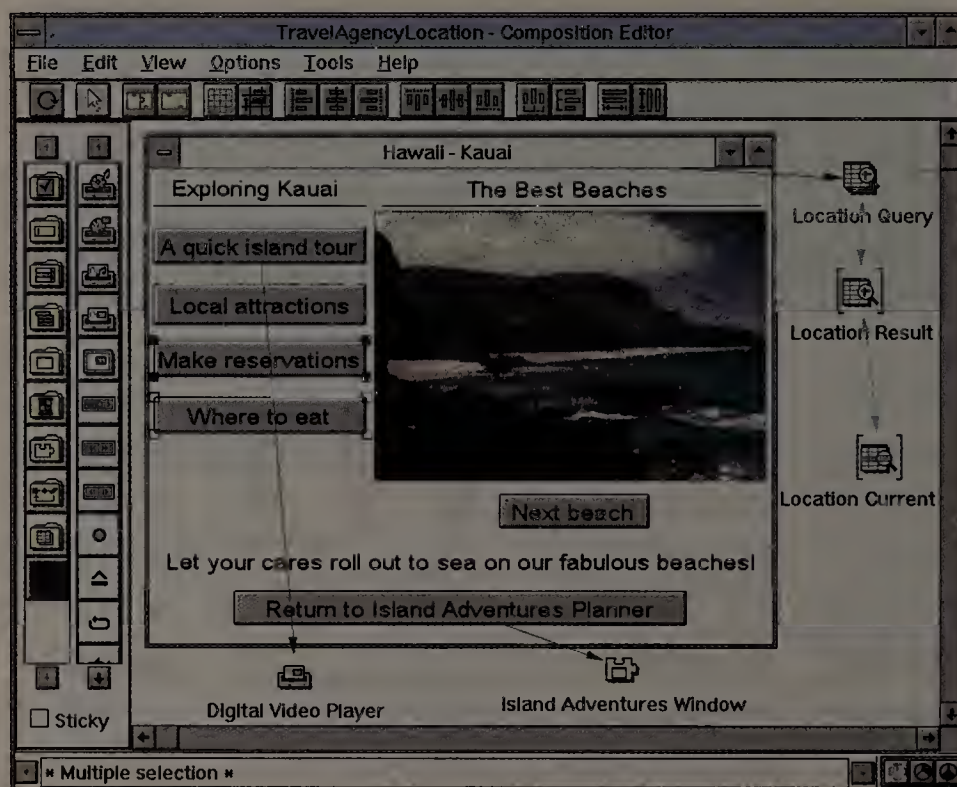 TravelAgencyLocation - Composition Editor
File Edit View Options Tools Help
Hawaii - Kauai
Exploring Kauai
The Best Beaches
A quick island tour
Local attractions
Make reservations
Where to eat
Next beach
Let your cares roll out to sea on our fabulous beaches!
Return to Island Adventures Planner
Location Query
Location Result
Location Current
Digital Video Player
Island Adventures Window
Sticky
* Multiple selection *